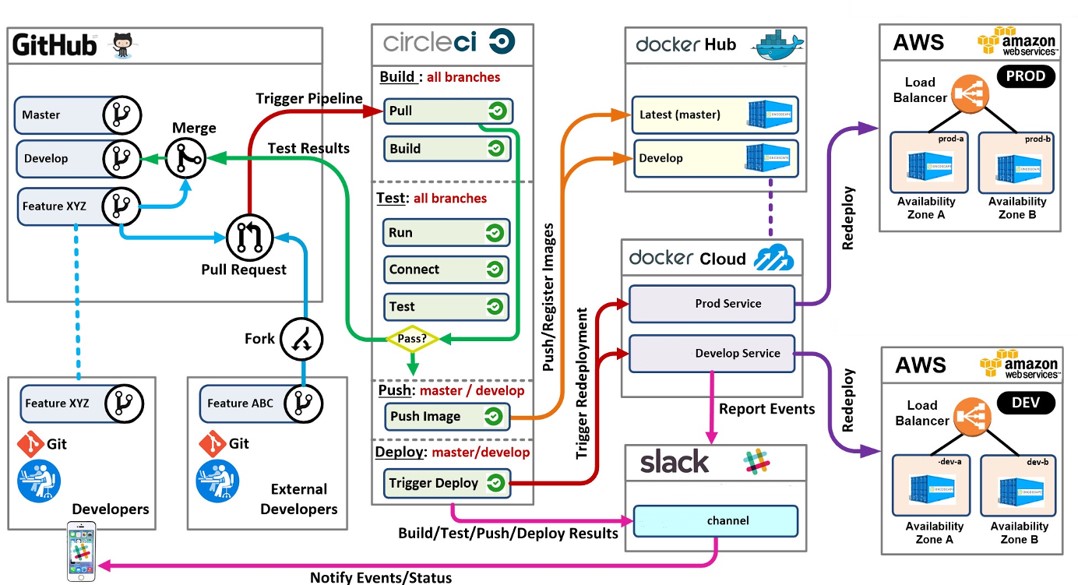 GitHub
Master
Develop
Feature XYZ
Merge
Pull Request
Trigger Pipeline
Test Results
Fork
Feature XYZ
Git
Developers
Feature ABC
Git
External
Developers
circleci
Build : all branches
Pull
Build
Test: all branches
Run
Connect
Test
Pass?
Push: master / develop
Push Image
Deploy: master/develop
Trigger Deploy
Push/Register Images
Trigger Redeployment
docker Hub
Latest (master)
Develop
docker Cloud
Prod Service
Develop Service
Report Events
slack
channel
Build/Test/Push/Deploy Results
Notify Events/Status
Redeploy
Redeploy
AWS
amazon
web services™
PROD
Load
Balancer
prod-a
prod-b
Availability
Zone A
Availability
Zone B
AWS
amazon
web services™
DEV
Load
Balancer
-dev-a
dev-b
Availability
Zone A
Availability
Zone B